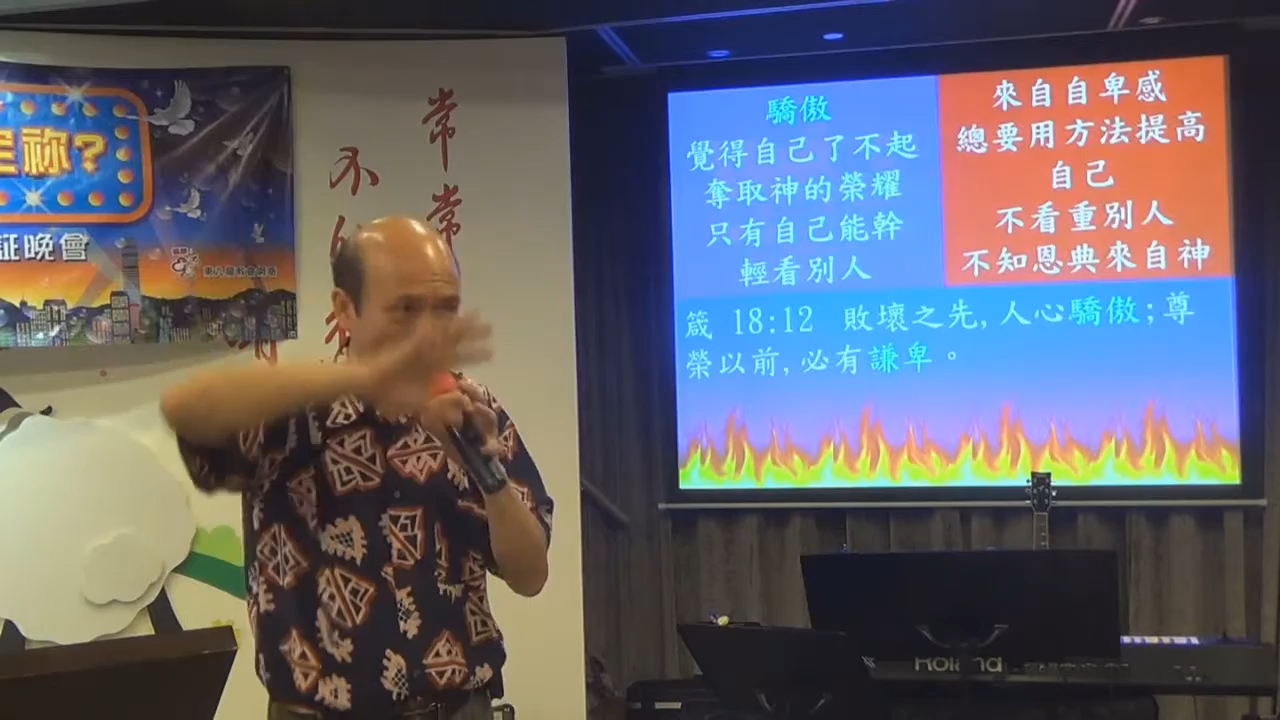 祢?
証晚會
常常
不
驕傲
覺得自己了不起
奪取神的榮耀
只有自己能幹
輕看別人
來自自卑感
總要用方法提高
自己
不看重別人
不知恩典來自神
箴 18:12 敗壞之先,人心驕傲;尊
榮以前,必有謙卑。
Roland